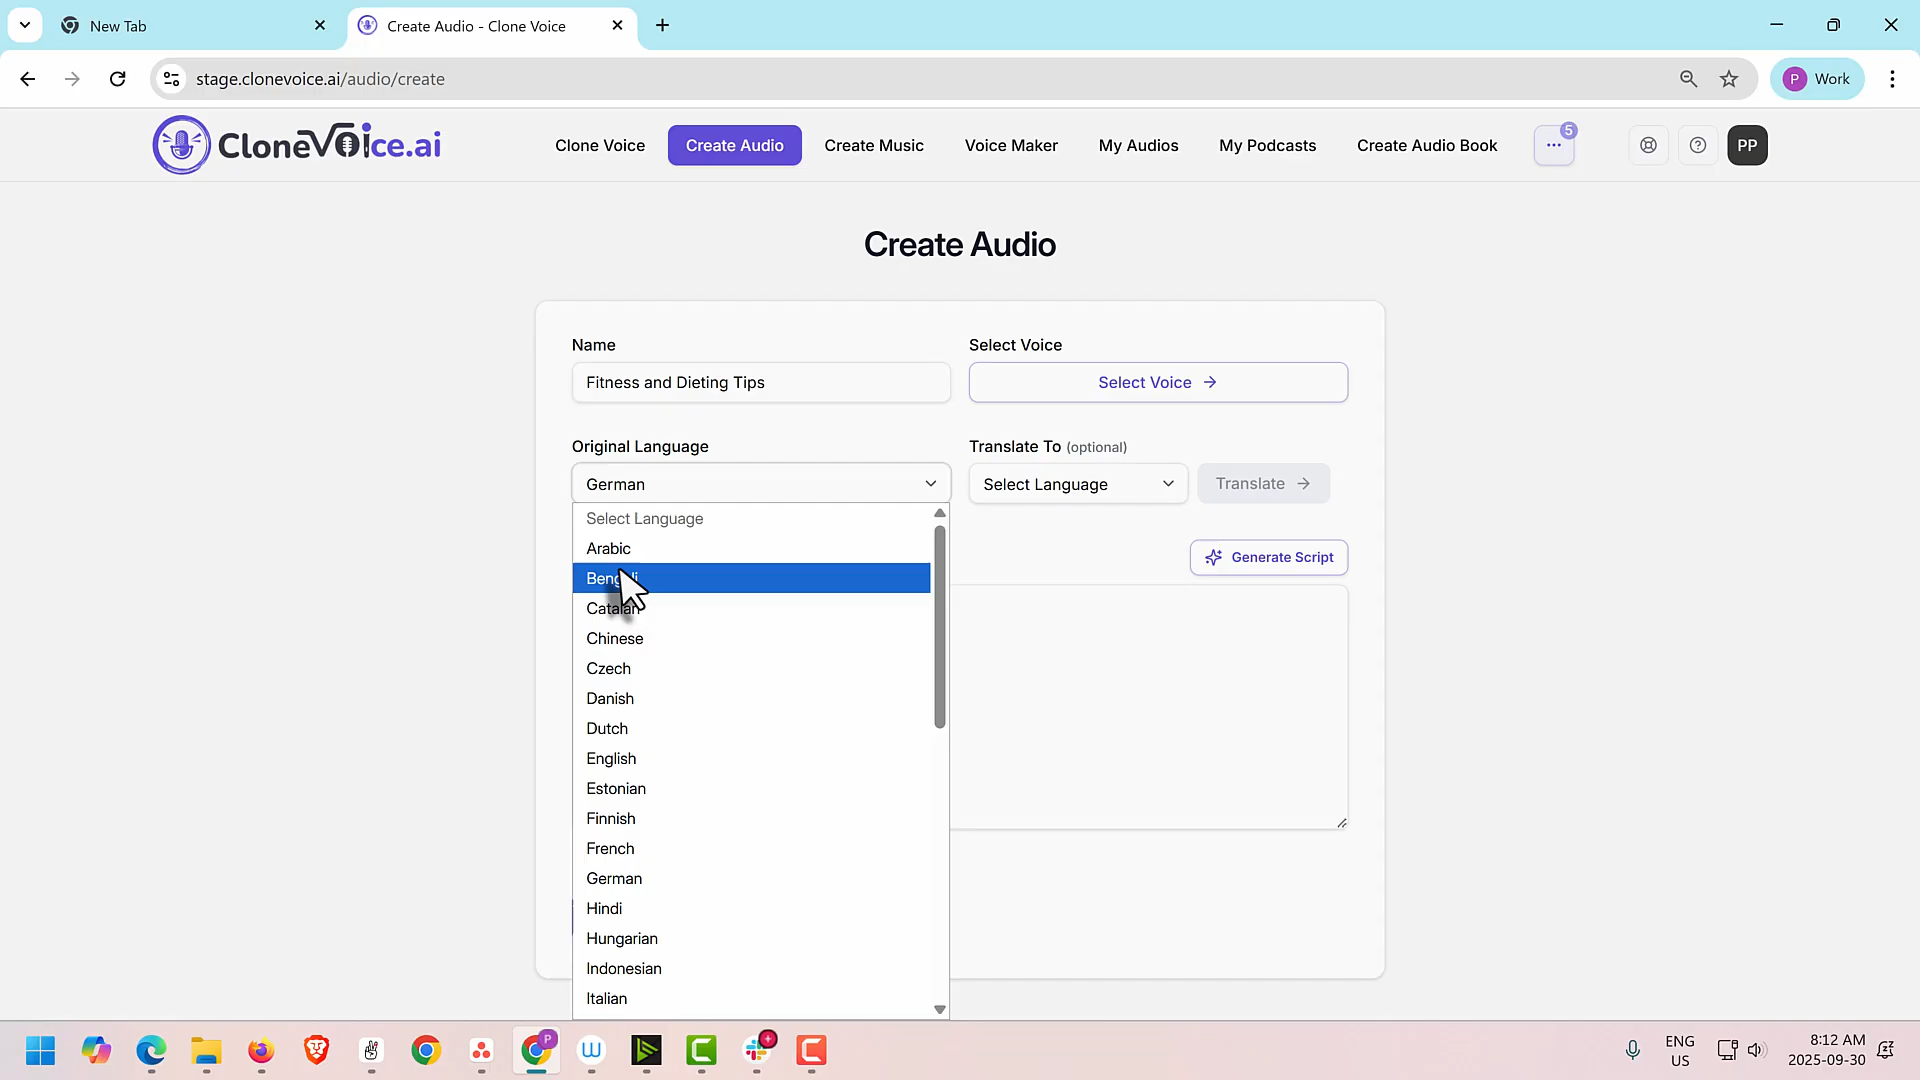 New Tab
Create Audio - Clone Voice
stage.clonevoice.ai/audio/create
P
Work
CloneVoice.ai
Clone Voice
Create Audio
Create Music
Voice Maker
My Audios
My Podcasts
Create Audio Book
5
PP
Create Audio
Name
Select Voice
Fitness and Dieting Tips
Select Voice
Original Language
Translate To (optional)
German
Select Language
Translate
Select Language
Arabic
Generate Script
Bengali
Catalan
Chinese
Czech
Danish
Dutch
English
Estonian
Finnish
French
German
Hindi
Hungarian
Indonesian
Italian
P
ENG
US
8:12 AM
2025-09-30